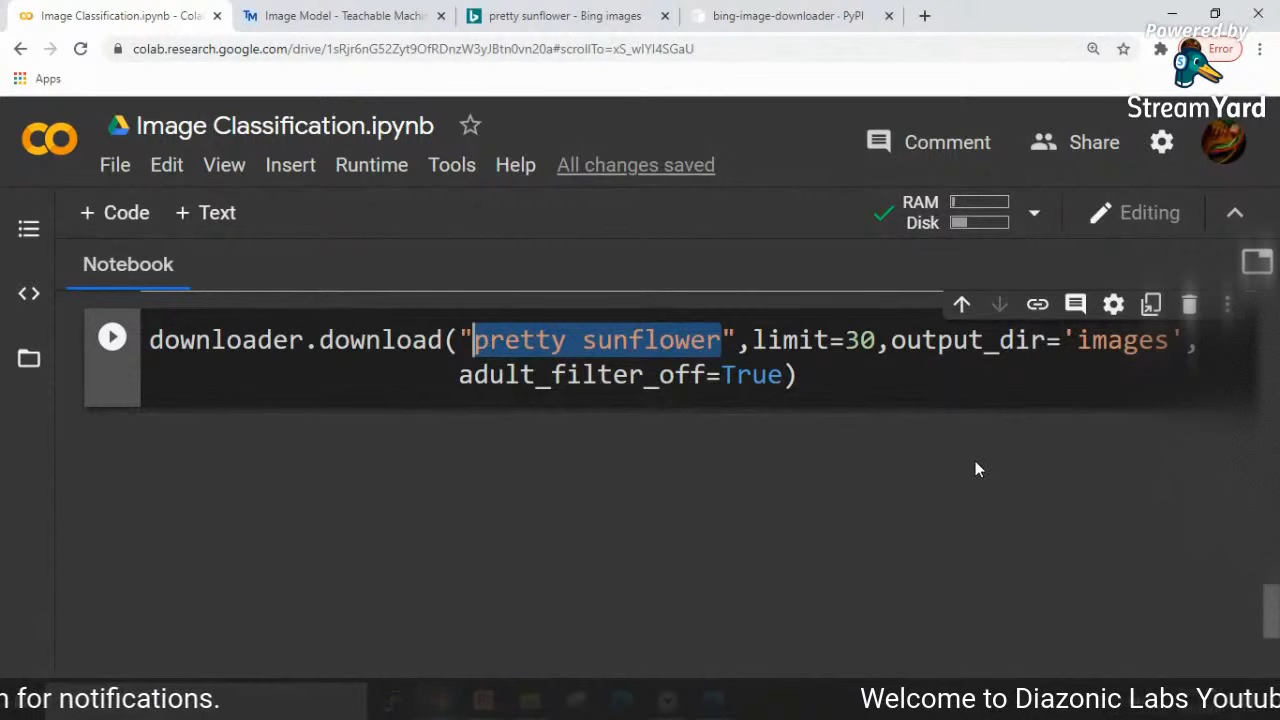 Image Classification.ipynb - Cola
Image Model - Teachable Machi
pretty sunflower - Bing images
bing-image-downloader · PyPI
colab.research.google.com/drive/1sRjr6nG52Zyt9OfRDnzW3yJBtn0vn20a#scrollTo=xS_wIYI4SGaU
Error
Apps
Powered by
StreamYard
Image Classification.ipynb
Comment
Share
File Edit View Insert Runtime Tools Help All changes saved
+ Code + Text
RAM
Disk
Editing
Notebook
downloader.download("pretty sunflower",limit=30,output_dir='images',
adult_filter_off=True)
n for notifications.
Welcome to Diazonic Labs Youtub